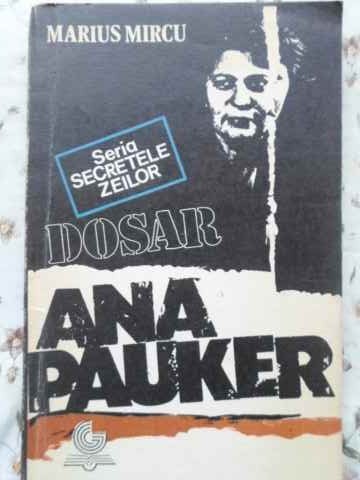 MARIUS MIRCU
Seria
SECRETELE
ZEILOR
DOSAR
ANA
PAUKER
G